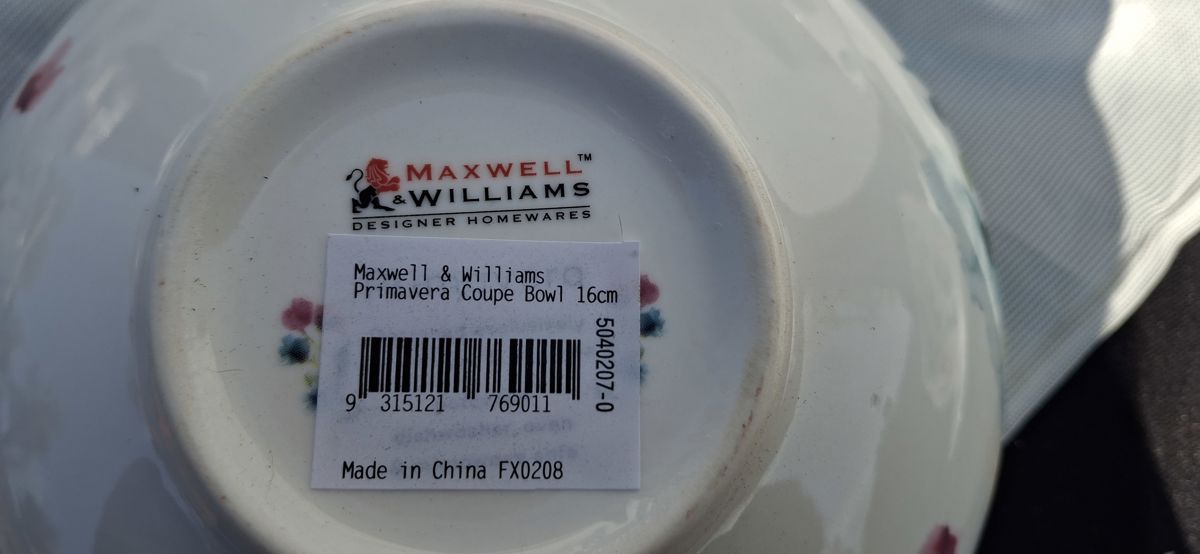 MAXWELL™
& WILLIAMS
DESIGNER HOMEWARES
Maxwell & Williams
Primavera Coupe Bowl 16cm
5040207-0
9 315121 769011
Made in China FX0208